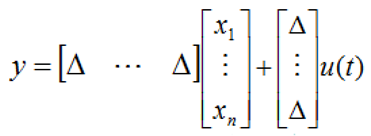 y = [Δ ⋯ Δ] [x₁ ⋮ xₙ] + [Δ ⋮ Δ] u(t)